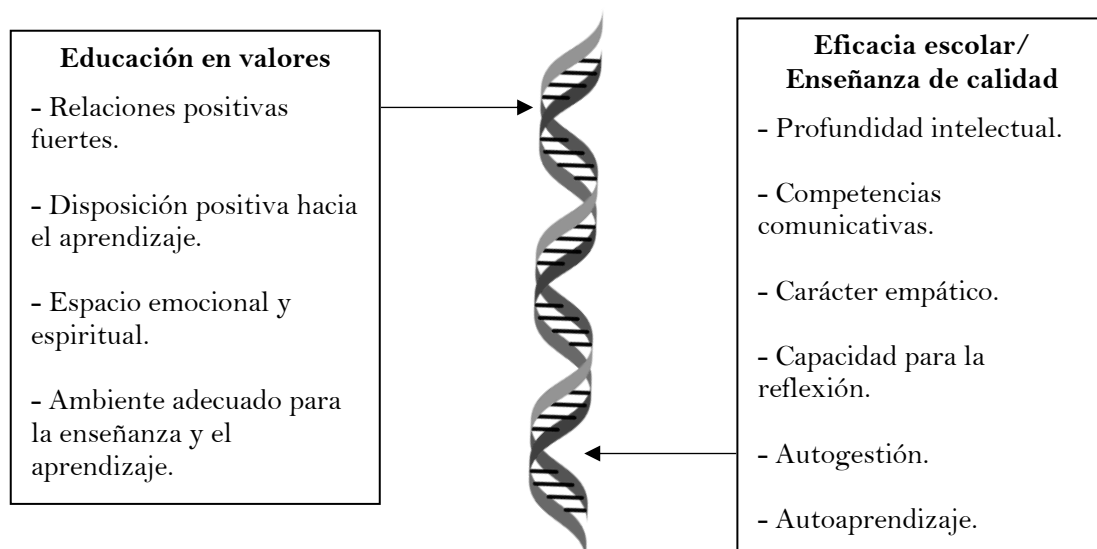 Educación en valores
- Relaciones positivas
fuertes.
- Disposición positiva hacia
el aprendizaje.
- Espacio emocional y
espiritual.
- Ambiente adecuado para
la enseñanza y el
aprendizaje.
Eficacia escolar/
Enseñanza de calidad
- Profundidad intelectual.
- Competencias
comunicativas.
- Carácter empático.
- Capacidad para la
reflexión.
- Autogestión.
- Autoaprendizaje.